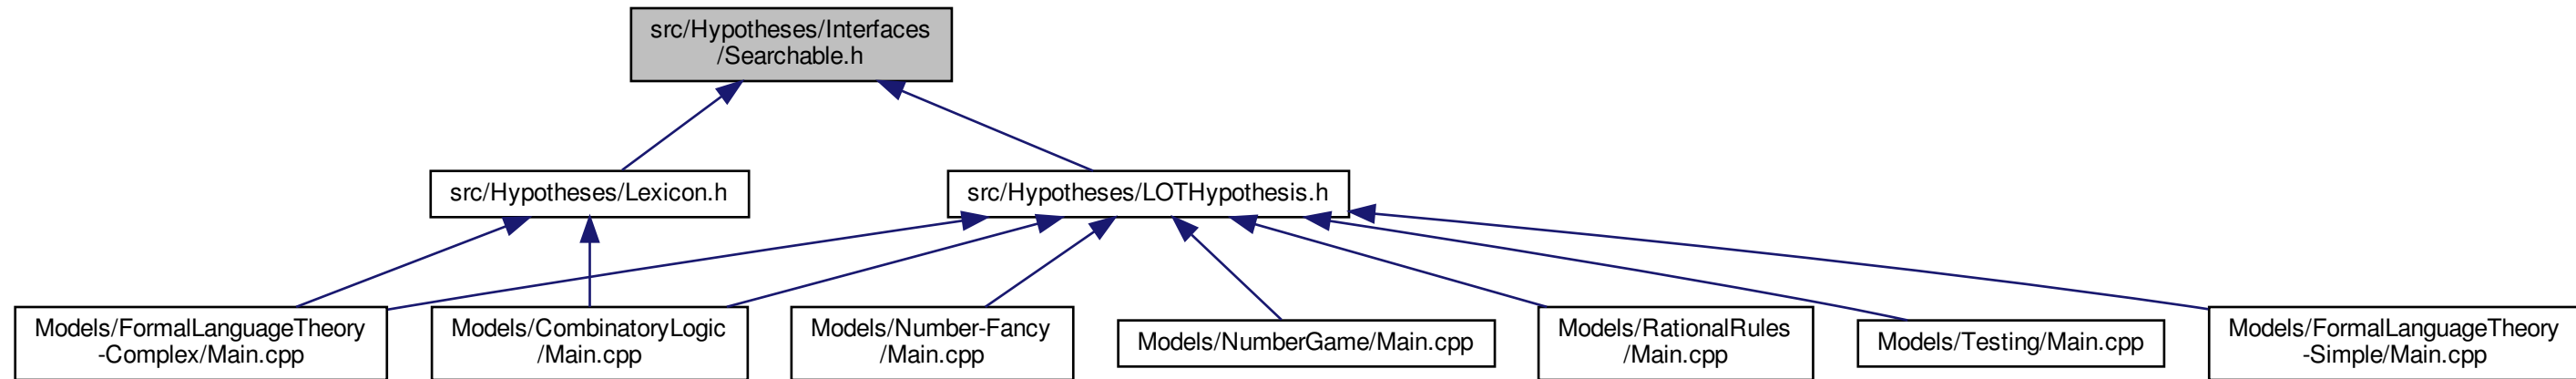 src/Hypotheses/Interfaces
/Searchable.h
src/Hypotheses/Lexicon.h
src/Hypotheses/LOTHypothesis.h
Models/FormalLanguageTheory
-Complex/Main.cpp
Models/CombinatoryLogic
/Main.cpp
Models/Number-Fancy
/Main.cpp
Models/NumberGame/Main.cpp
Models/RationalRules
/Main.cpp
Models/Testing/Main.cpp
Models/FormalLanguageTheory
-Simple/Main.cpp